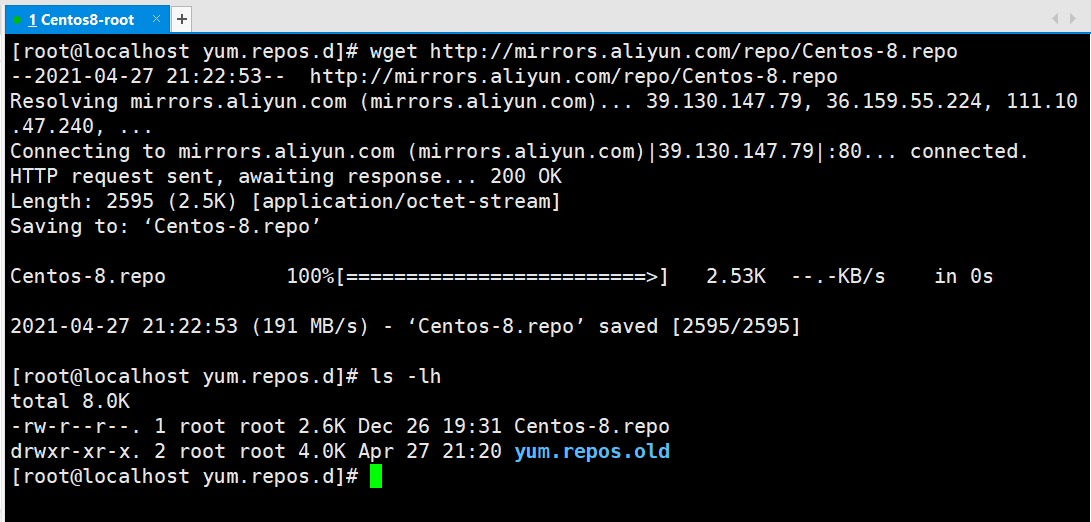 1 Centos8-root × +
[root@localhost yum.repos.d]# wget http://mirrors.aliyun.com/repo/Centos-8.repo
--2021-04-27 21:22:53--  http://mirrors.aliyun.com/repo/Centos-8.repo
Resolving mirrors.aliyun.com (mirrors.aliyun.com)... 39.130.147.79, 36.159.55.224, 111.10
.47.240, ...
Connecting to mirrors.aliyun.com (mirrors.aliyun.com)|39.130.147.79|:80... connected.
HTTP request sent, awaiting response... 200 OK
Length: 2595 (2.5K) [application/octet-stream]
Saving to: ‘Centos-8.repo’
Centos-8.repo          100%[=========================>]   2.53K  --.-KB/s    in 0s
2021-04-27 21:22:53 (191 MB/s) - ‘Centos-8.repo’ saved [2595/2595]
[root@localhost yum.repos.d]# ls -lh
total 8.0K
-rw-r--r--. 1 root root 2.6K Dec 26 19:31 Centos-8.repo
drwxr-xr-x. 2 root root 4.0K Apr 27 21:20 yum.repos.old
[root@localhost yum.repos.d]#